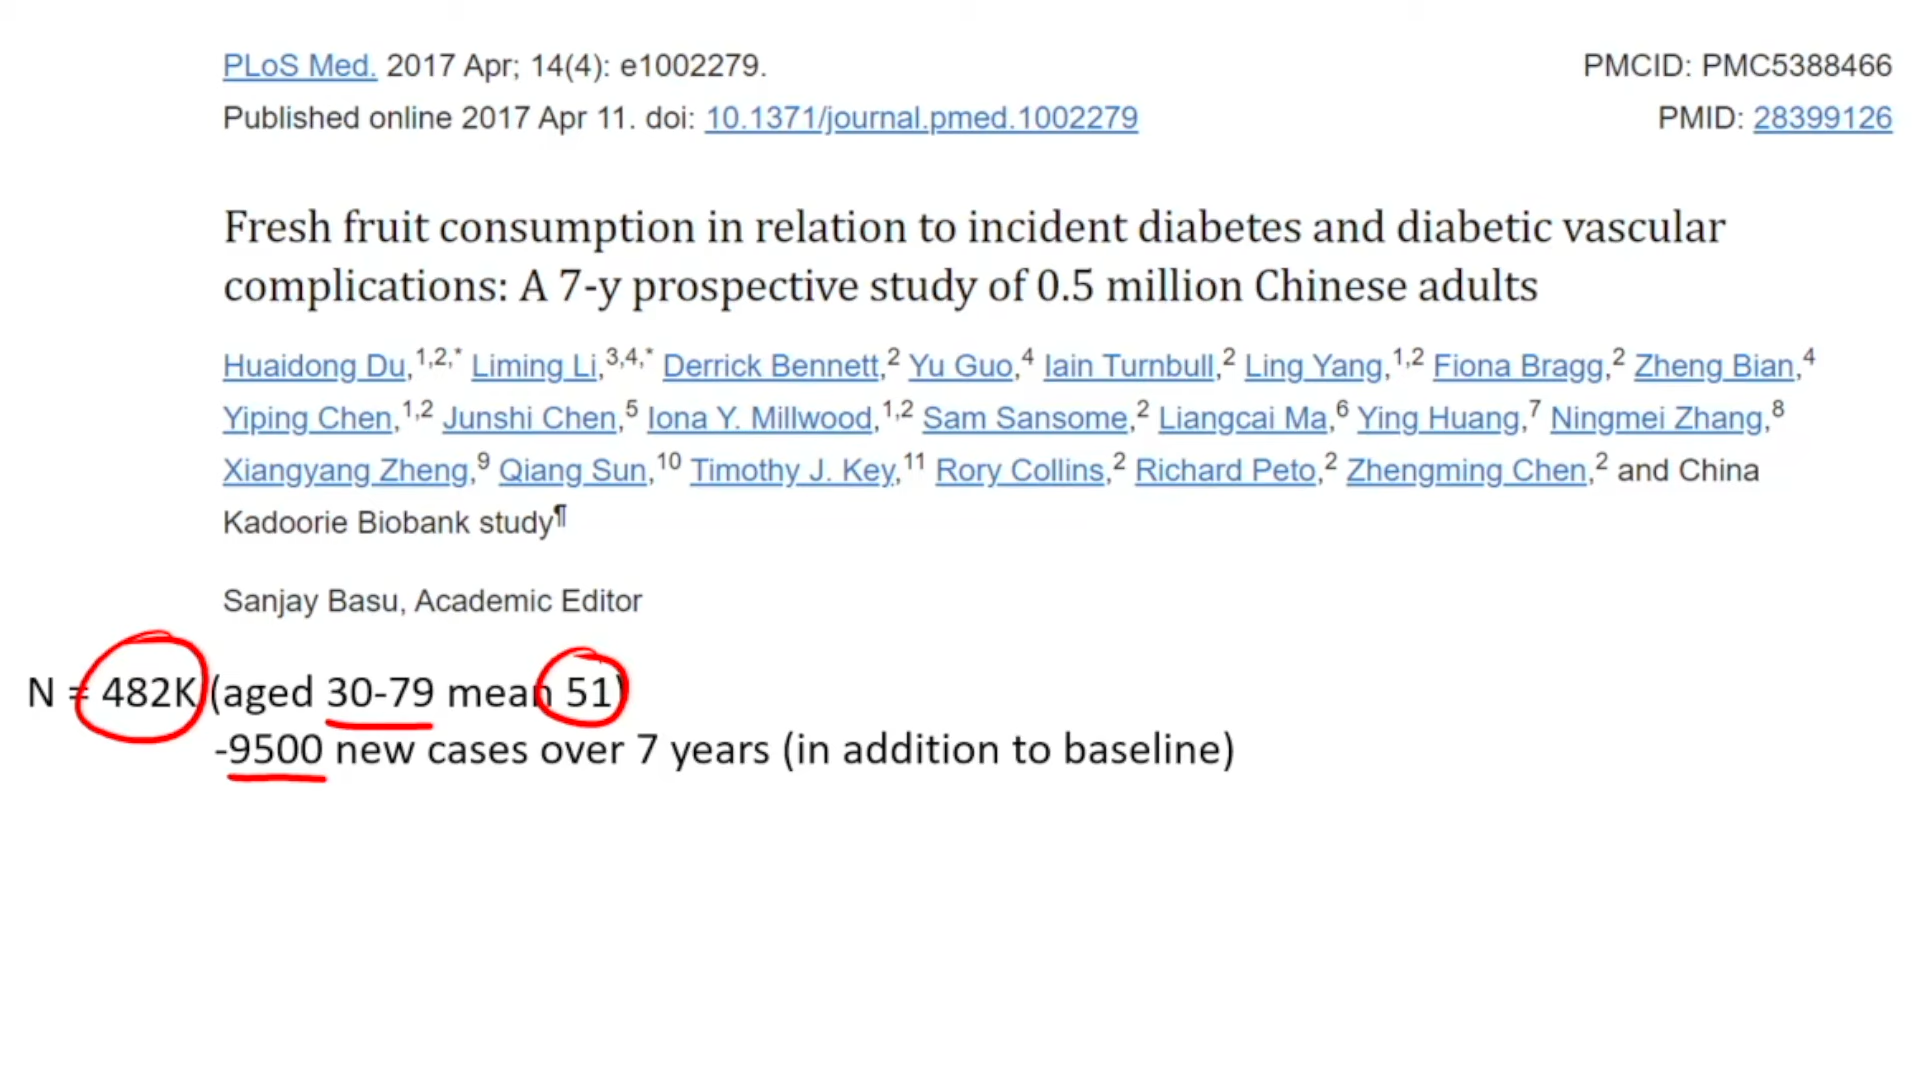 PLoS Med. 2017 Apr; 14(4): e1002279.
PMCID: PMC5388466
Published online 2017 Apr 11. doi: 10.1371/journal.pmed.1002279
PMID: 28399126
Fresh fruit consumption in relation to incident diabetes and diabetic vascular
complications: A 7-y prospective study of 0.5 million Chinese adults
Huaidong Du,1,2,* Liming Li,3,4,* Derrick Bennett,2 Yu Guo,4 Iain Turnbull,2 Ling Yang,1,2 Fiona Bragg,2 Zheng Bian,4
Yiping Chen,1,2 Junshi Chen,5 Iona Y. Millwood,1,2 Sam Sansome,2 Liangcai Ma,6 Ying Huang,7 Ningmei Zhang,8
Xiangyang Zheng,9 Qiang Sun,10 Timothy J. Key,11 Rory Collins,2 Richard Peto,2 Zhengming Chen,2 and China
Kadoorie Biobank study¶
Sanjay Basu, Academic Editor
N = 482K (aged 30-79 mean 51)
-9500 new cases over 7 years (in addition to baseline)